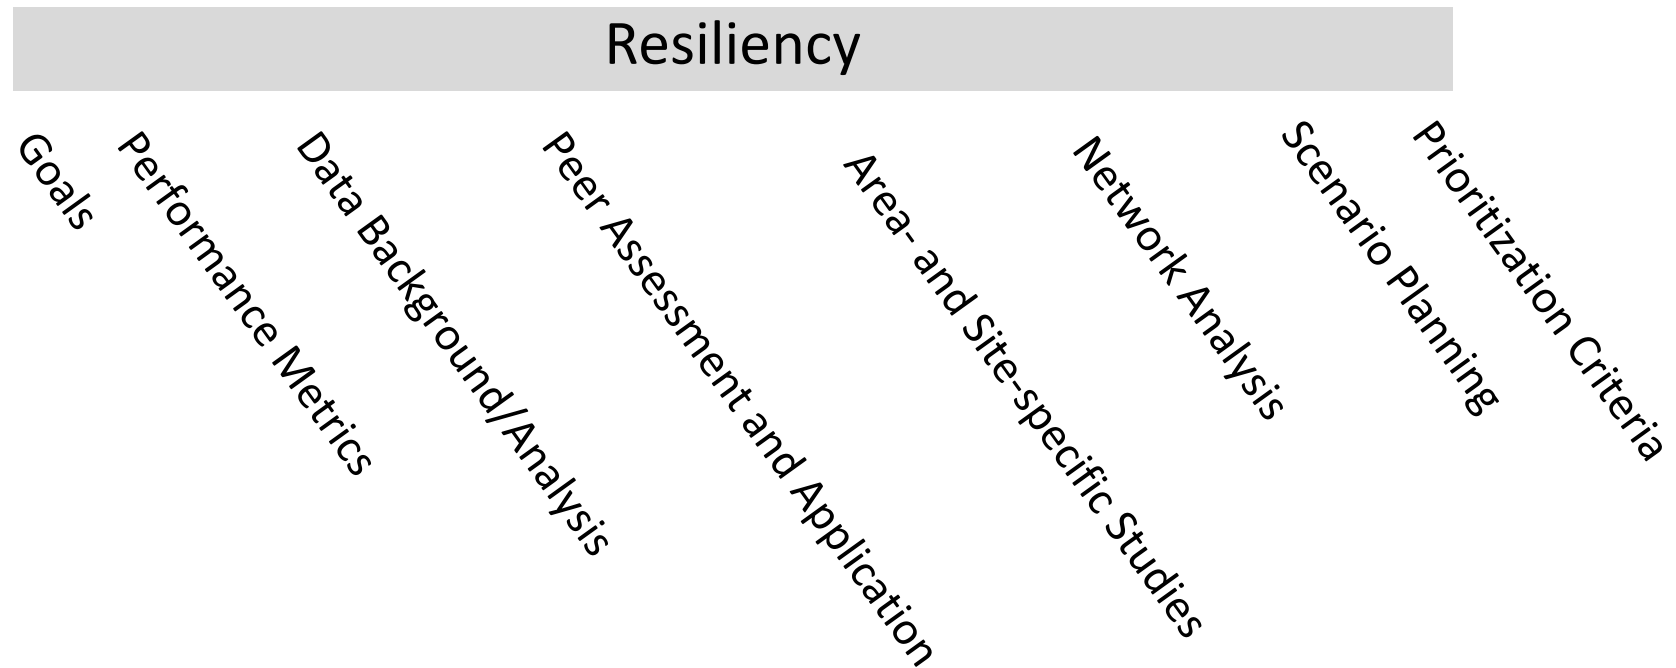 Resiliency
Goals
Performance Metrics
Data Background/Analysis
Peer Assessment and Application
Area- and Site-specific Studies
Network Analysis
Scenario Planning
Prioritization Criteria